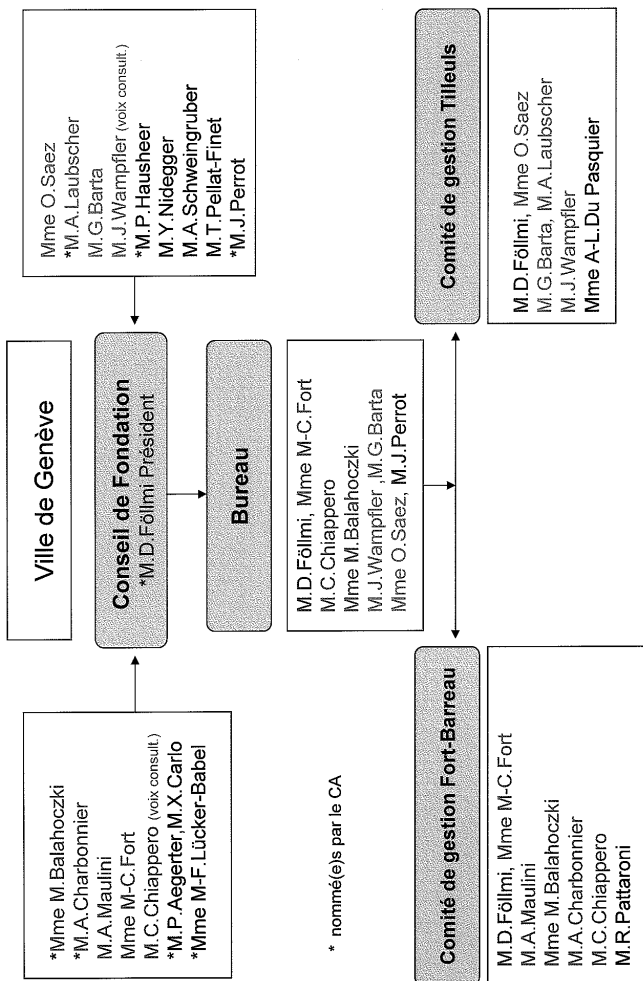 Ville de Genève
Conseil de Fondation
*M.D.Föllmi Président
*Mme M.Balahoczki
*M.A.Charbonnier
M.A.Maulini
Mme M-C.Fort
M.C.Chiappero (voix consult.)
*M.P.Aegerter,M.X.Carlo
*Mme M-F.Lücker-Babel
Mme O.Saez
*M.A.Laubscher
M.G.Barta
M.J.Wampfler (voix consult.)
*M.P.Hausheer
M.Y.Nidegger
M.A.Schweingruber
M.T.Pellat-Finet
*M.J.Perrot
Bureau
M.D.Föllmi, Mme M-C.Fort
M.C.Chiappero
Mme M.Balahoczki
M.J.Wampfler ,M.G.Barta
Mme O.Saez, M.J.Perrot
* nommé(e)s par le CA
Comité de gestion Fort-Barreau
M.D.Föllmi, Mme M-C.Fort
M.A.Maulini
Mme M.Balahoczki
M.A.Charbonnier
M.C.Chiappero
M.R.Pattaroni
Comité de gestion Tilleuls
M.D.Föllmi, Mme O.Saez
M.G.Barta, M.A.Laubscher
M.J.Wampfler
Mme A-L.Du Pasquier